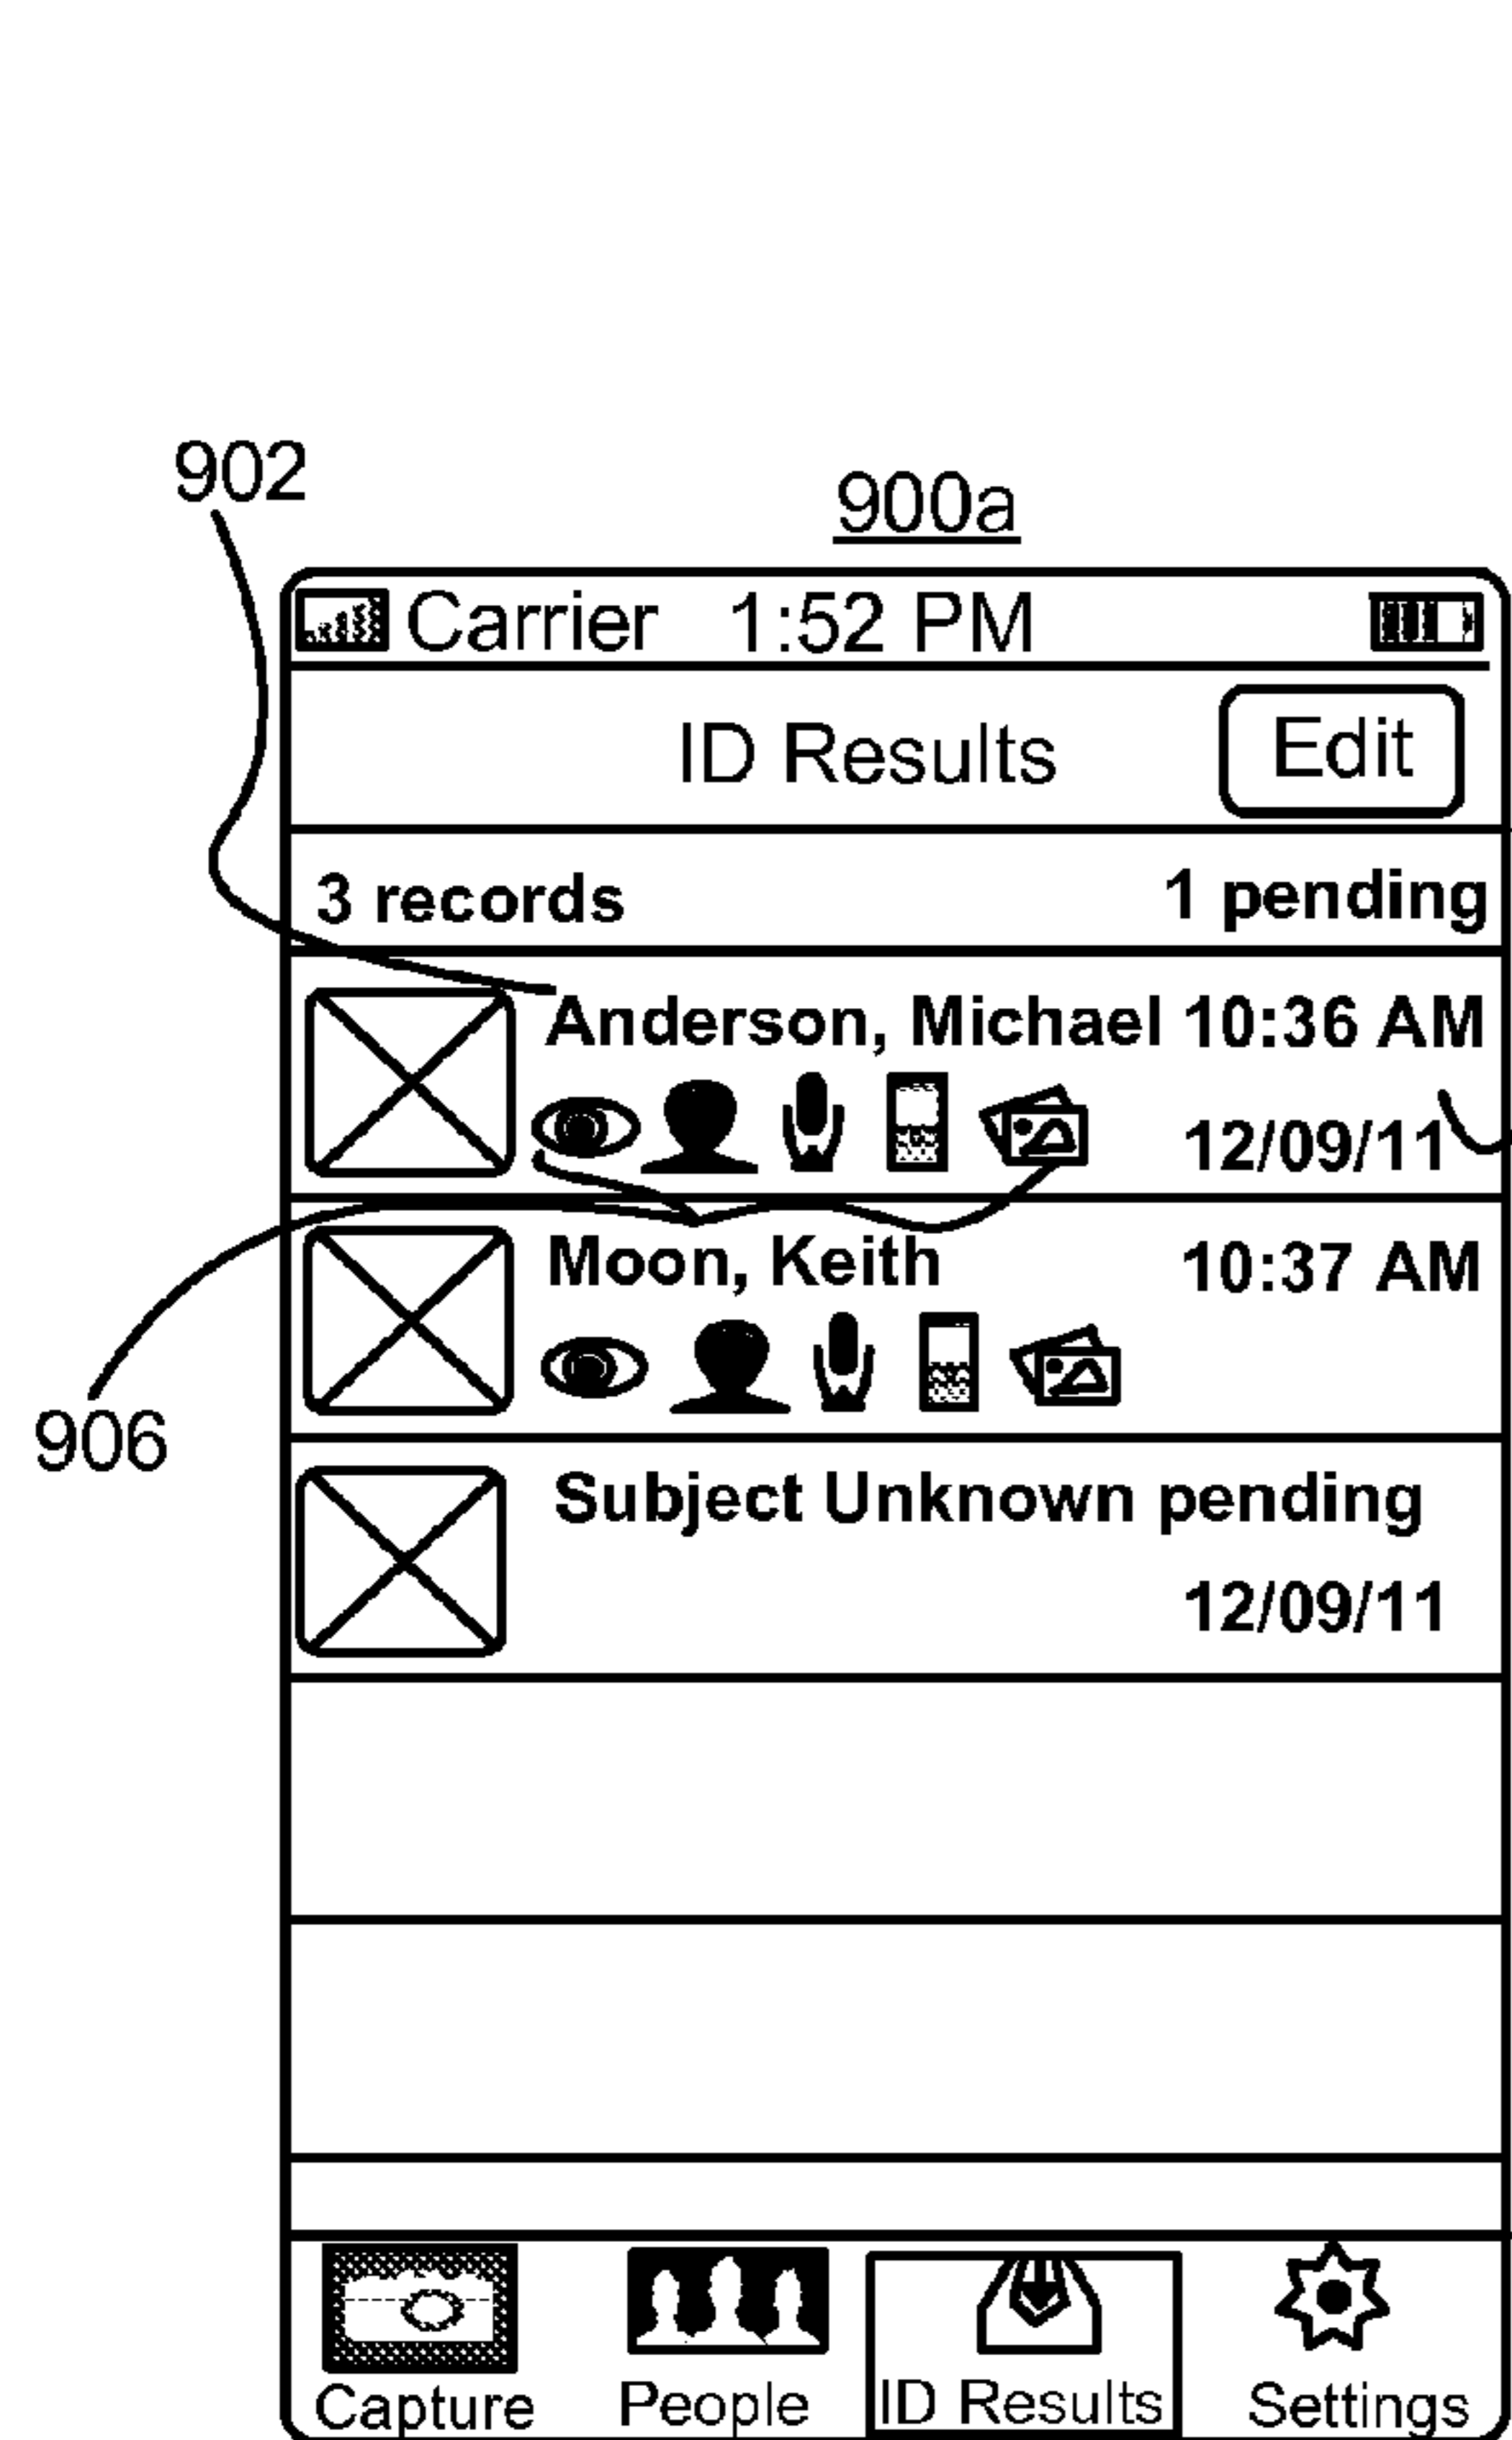 902
900a
Carrier 1:52 PM
ID Results Edit
3 records 1 pending
Anderson, Michael 10:36 AM
12/09/11
Moon, Keith 10:37 AM
906
Subject Unknown pending
12/09/11
Capture People ID Results Settings